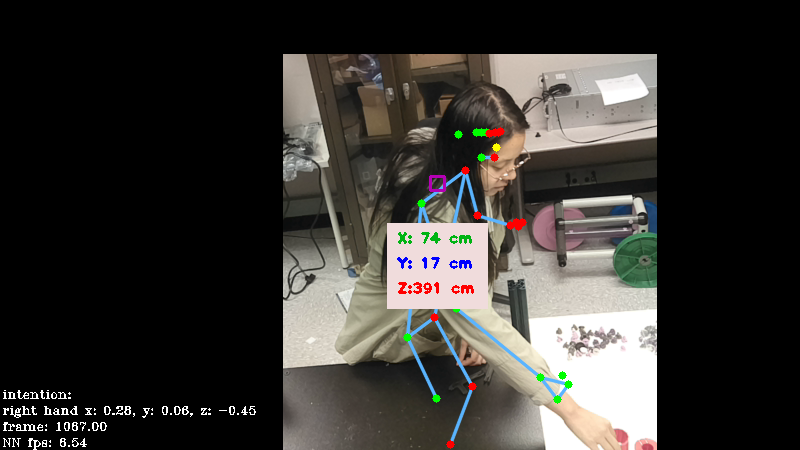 X: 74 cm
Y: 17 cm
Z:391 cm
intention:
right hand x: 0.28, y: 0.06, z: −0.45
frame: 1067.00
NN fps: 6.54